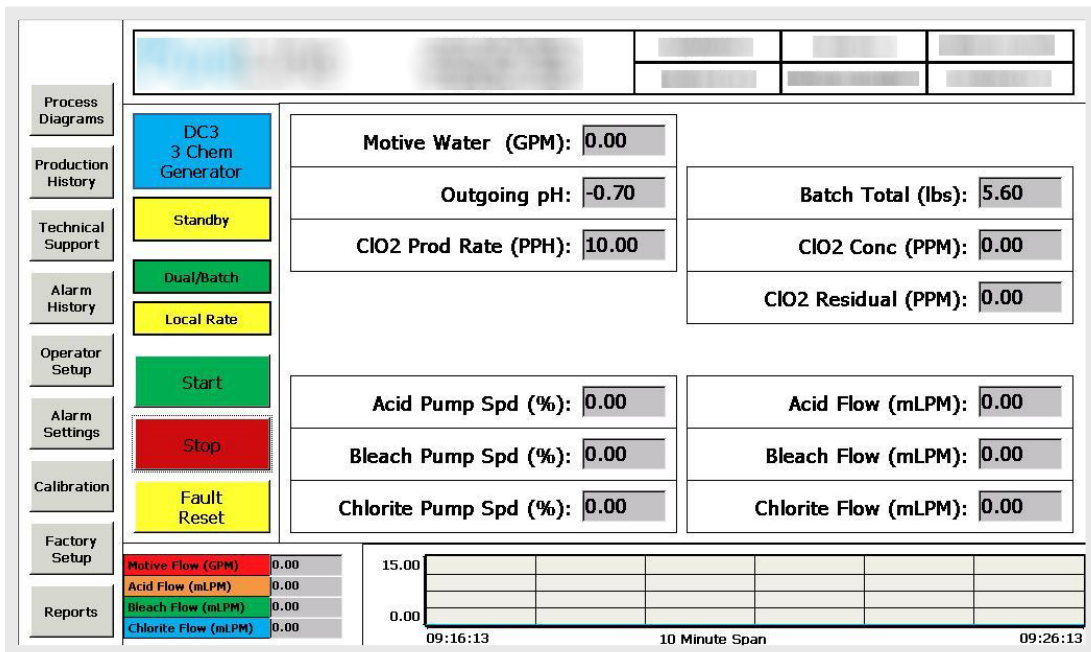 Process
Diagrams
Production
History
Technical
Support
Alarm
History
Operator
Setup
Alarm
Settings
Calibration
Factory
Setup
Reports
DC3
3 Chem
Generator
Standby
Dual/Batch
Local Rate
Start
Stop
Fault
Reset
Motive Water (GPM): 0.00
Outgoing pH: -0.70
ClO2 Prod Rate (PPH): 10.00
Batch Total (lbs): 5.60
ClO2 Conc (PPM): 0.00
ClO2 Residual (PPM): 0.00
Acid Pump Spd (%): 0.00
Bleach Pump Spd (%): 0.00
Chlorite Pump Spd (%): 0.00
Acid Flow (mLPM): 0.00
Bleach Flow (mLPM): 0.00
Chlorite Flow (mLPM): 0.00
Motive Flow (GPM) 0.00
Acid Flow (mLPM) 0.00
Bleach Flow (mLPM) 0.00
Chlorite Flow (mLPM) 0.00
15.00
0.00
09:16:13 10 Minute Span 09:26:13